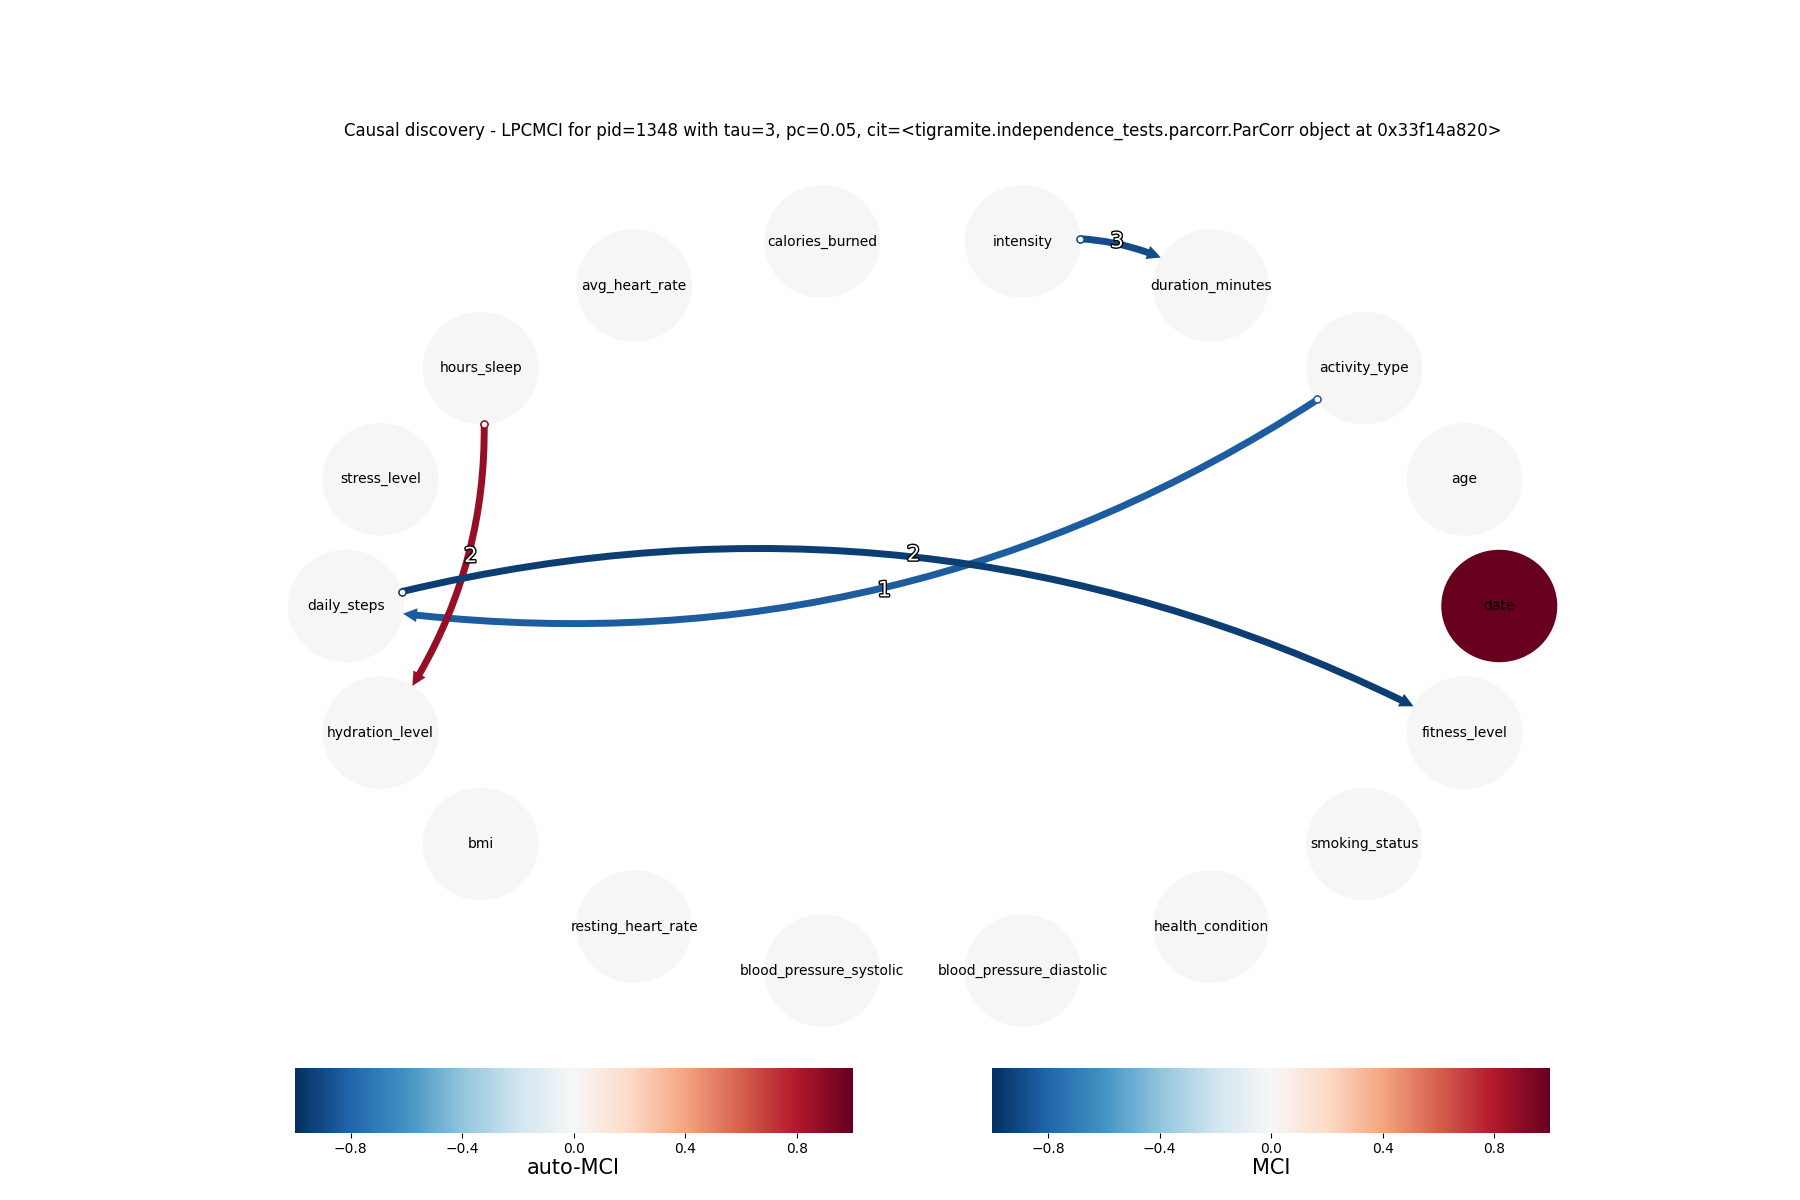 Causal discovery - LPCMCI for pid=1348 with tau=3, pc=0.05, cit=<tigramite.independence_tests.parcorr.ParCorr object at 0x33f14a820>
calories_burned
intensity
3
avg_heart_rate
duration_minutes
hours_sleep
activity_type
stress_level
age
2
2
1
daily_steps
date
hydration_level
fitness_level
bmi
smoking_status
resting_heart_rate
health_condition
blood_pressure_systolic
blood_pressure_diastolic
−0.8 −0.4 0.0 0.4 0.8
auto-MCI
−0.8 −0.4 0.0 0.4 0.8
MCI